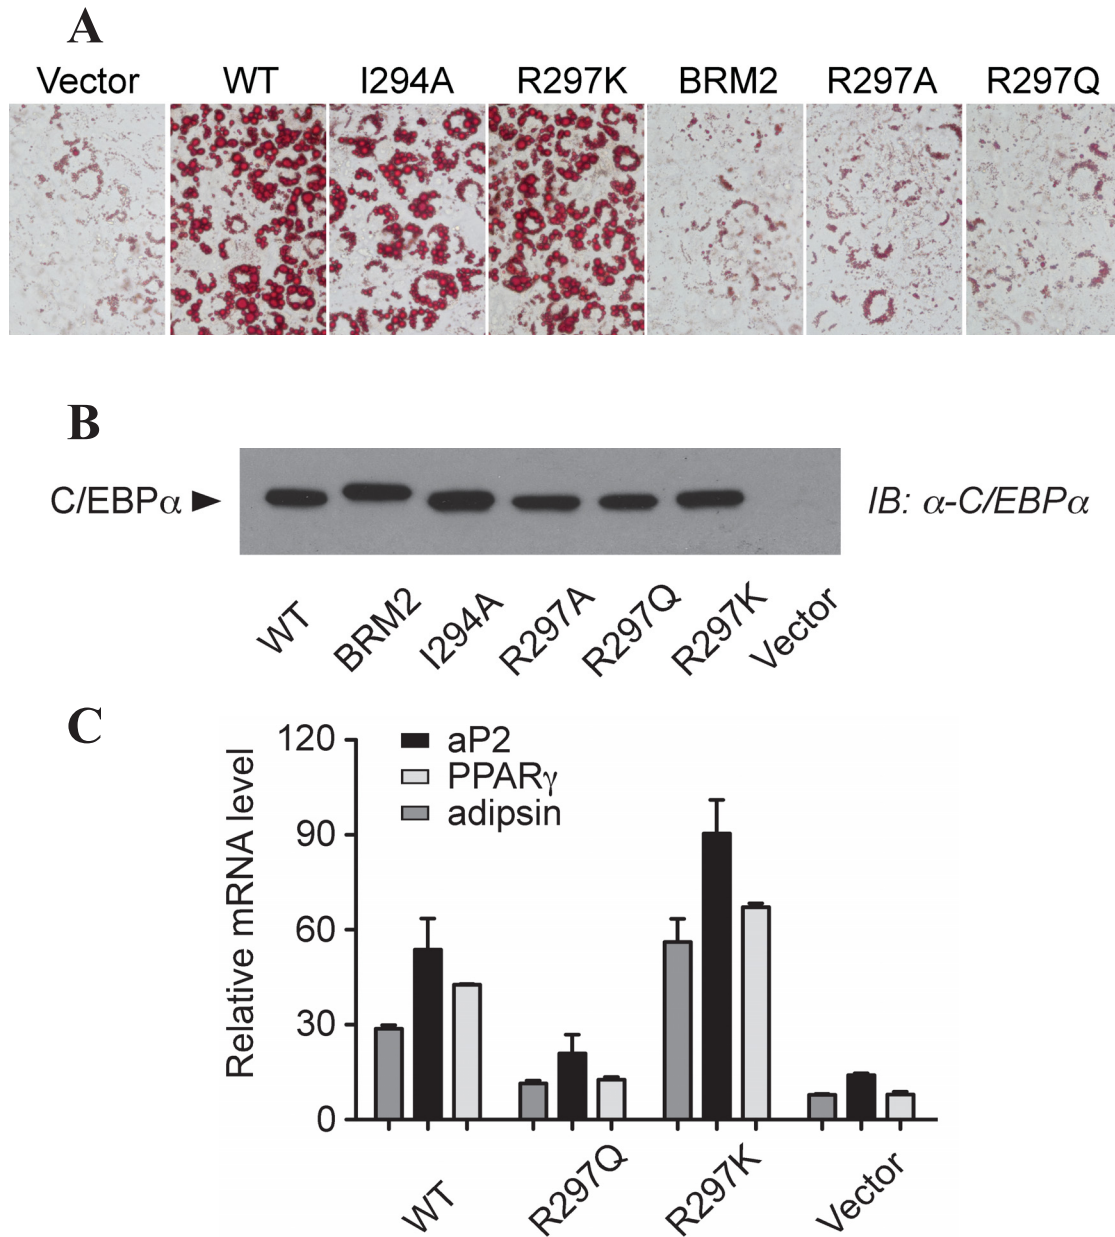 A
Vector WT I294A R297K BRM2 R297A R297Q
B
C/EBPα IB: α-C/EBPα
WT BRM2 I294A R297A R297Q R297K Vector
C
Relative mRNA level
120
90
60
30
0
aP2
PPARγ
adipsin
WT R297Q R297K Vector